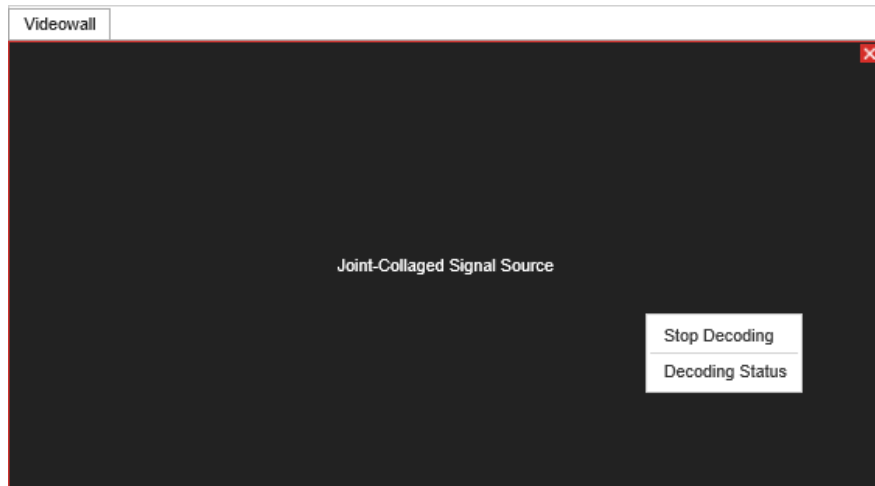 Videowall
Joint-Collaged Signal Source
Stop Decoding
Decoding Status